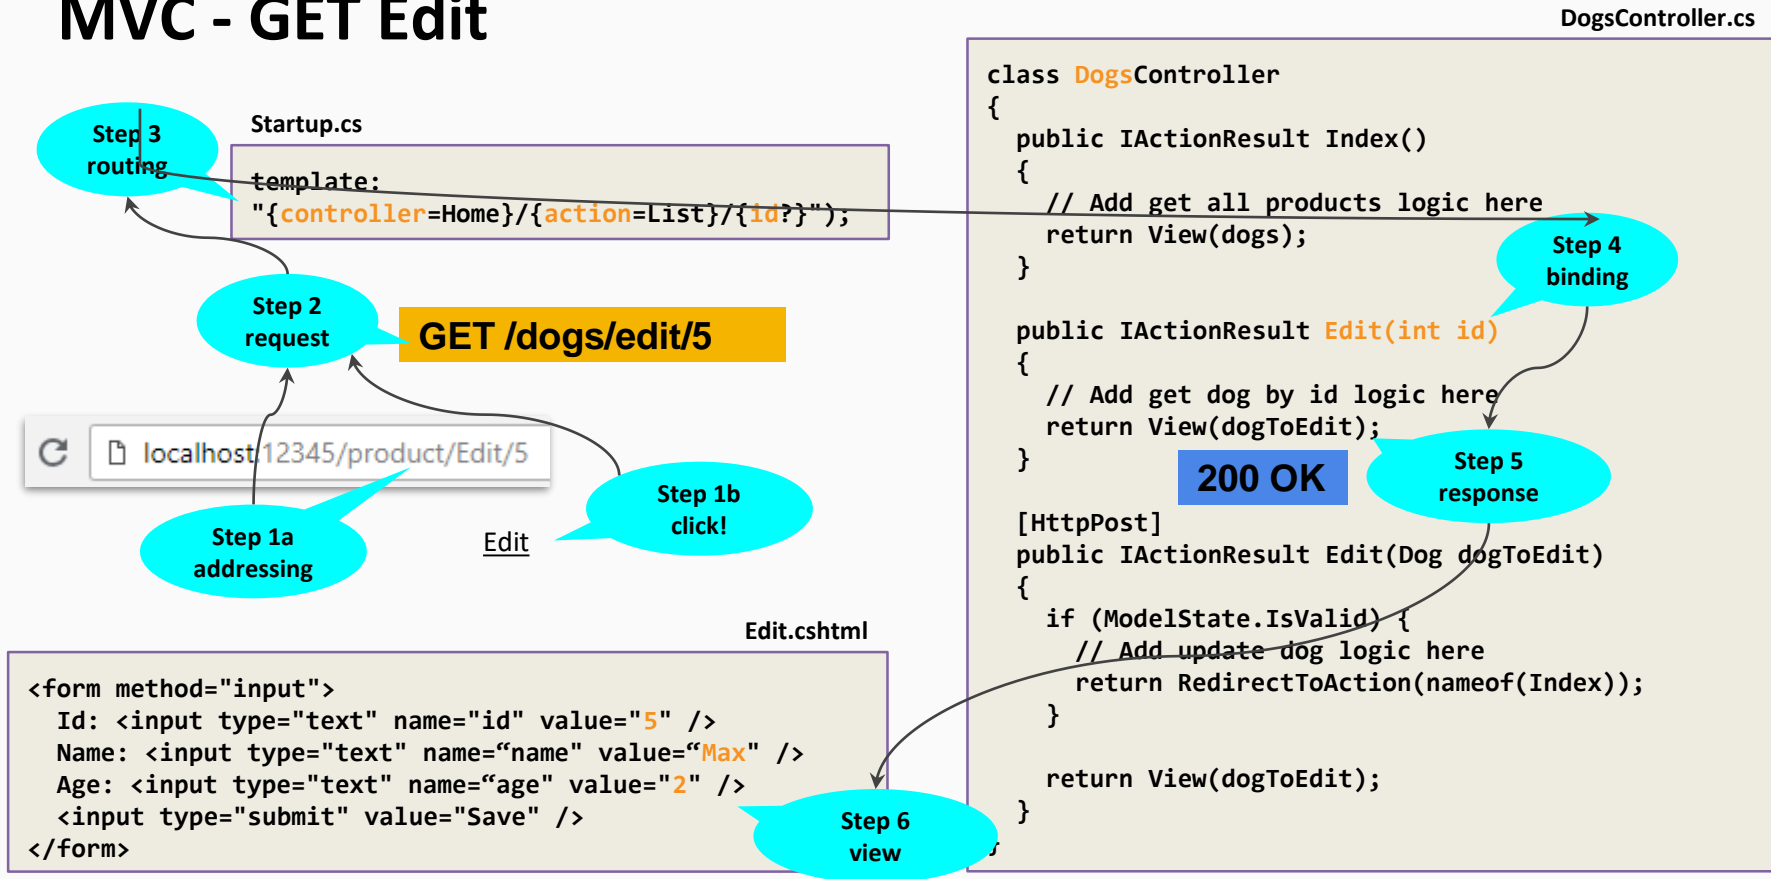 MVC - GET Edit
DogsController.cs
Step 3
routing
Startup.cs
template:
"{controller=Home}/{action=List}/{id?}");
Step 2
request
GET /dogs/edit/5
localhost:12345/product/Edit/5
Step 1a
addressing
Edit
Step 1b
click!
class DogsController
{
  public IActionResult Index()
  {
    // Add get all products logic here
    return View(dogs);
  }
  public IActionResult Edit(int id)
  {
    // Add get dog by id logic here
    return View(dogToEdit);
  }
  [HttpPost]
  public IActionResult Edit(Dog dogToEdit)
  {
    if (ModelState.IsValid) {
      // Add update dog logic here
      return RedirectToAction(nameof(Index));
    }
    return View(dogToEdit);
  }
}
Step 4
binding
200 OK
Step 5
response
Edit.cshtml
<form method="input">
  Id: <input type="text" name="id" value="5" />
  Name: <input type="text" name=“name" value=“Max" />
  Age: <input type="text" name=“age" value="2" />
  <input type="submit" value="Save" />
</form>
Step 6
view